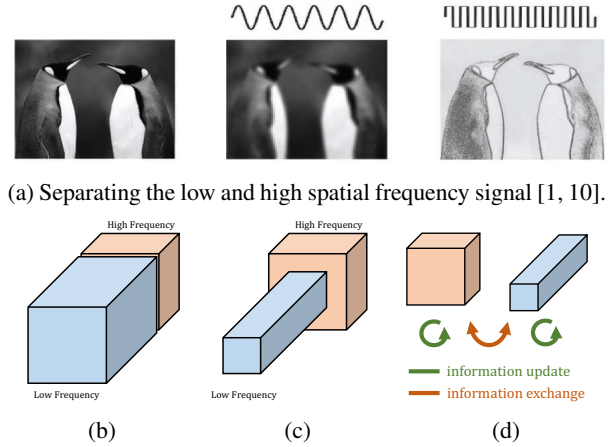 (a) Separating the low and high spatial frequency signal [1, 10].
High Frequency
Low Frequency
High Frequency
Low Frequency
information update
information exchange
(b)
(c)
(d)